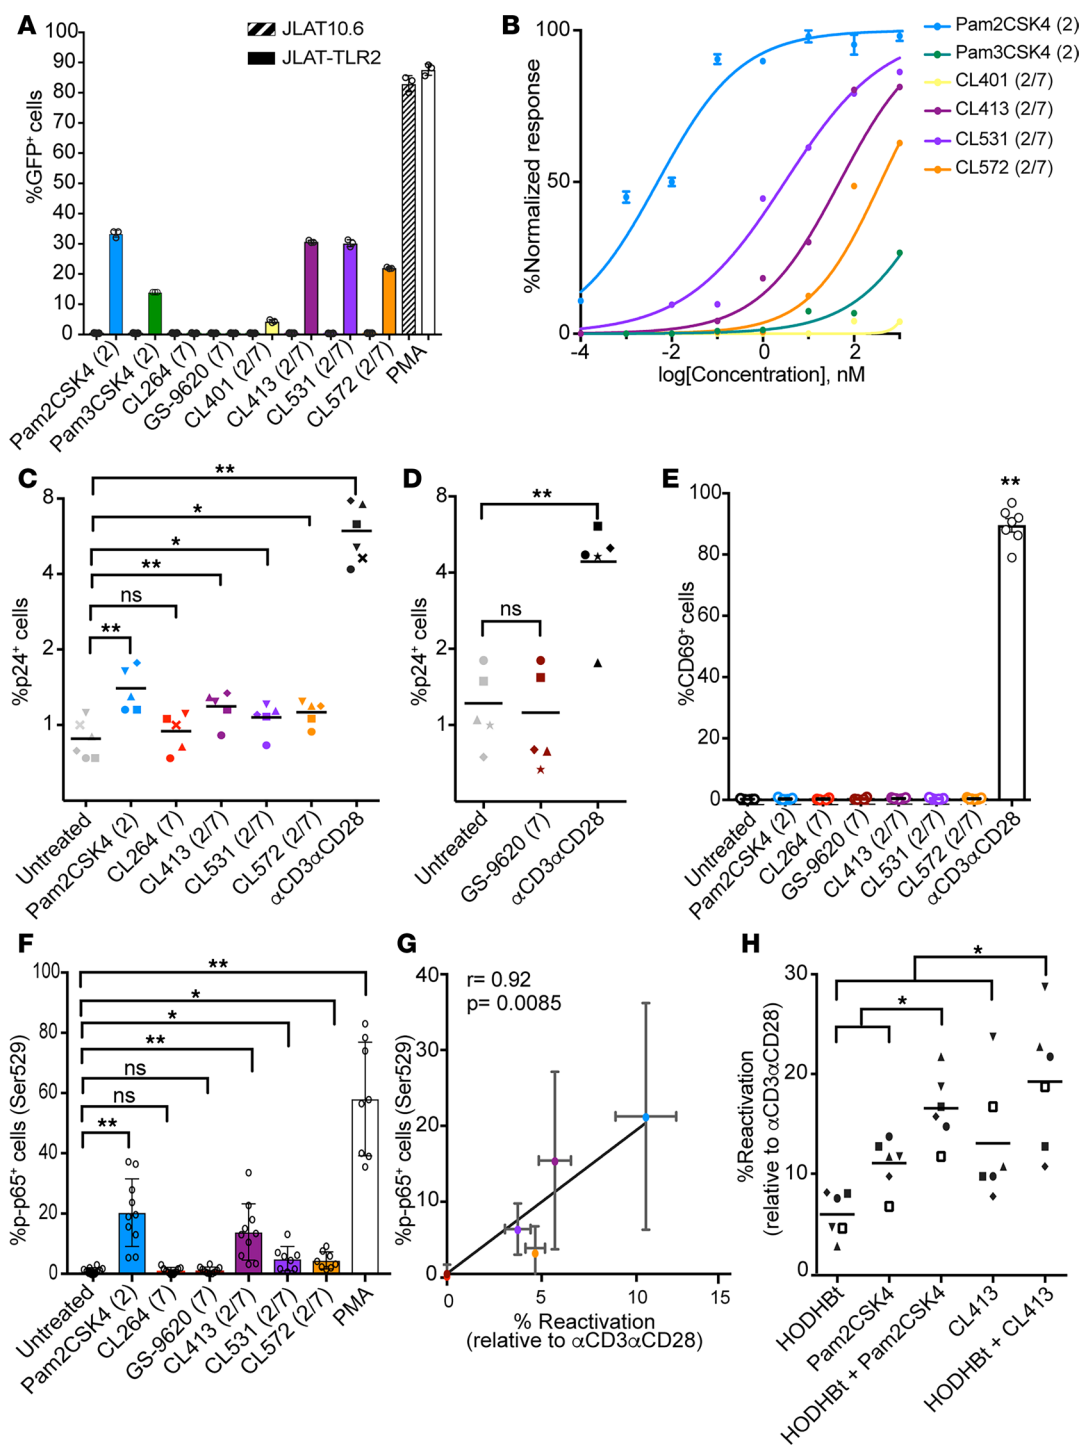 A
JLAT10.6
JLAT-TLR2
%GFP+ cells
100
90
80
70
60
50
40
30
20
10
0
Pam2CSK4 (2)
Pam3CSK4 (2)
CL264 (7)
GS-9620 (7)
CL401 (2/7)
CL413 (2/7)
CL531 (2/7)
CL572 (2/7)
PMA
B
%Normalized response
100
50
0
-4
-2
0
2
log[Concentration], nM
Pam2CSK4 (2)
Pam3CSK4 (2)
CL401 (2/7)
CL413 (2/7)
CL531 (2/7)
CL572 (2/7)
C
%p24+ cells
8
4
2
1
**
*
*
**
ns
**
Untreated
Pam2CSK4 (2)
CL264 (7)
CL413 (2/7)
CL531 (2/7)
CL572 (2/7)
αCD3αCD28
D
%p24+ cells
8
4
2
1
**
ns
Untreated
GS-9620 (7)
αCD3αCD28
E
%CD69+ cells
100
80
60
40
20
0
**
Untreated
Pam2CSK4 (2)
CL264 (7)
GS-9620 (7)
CL413 (2/7)
CL531 (2/7)
CL572 (2/7)
αCD3αCD28
F
%p-p65+ cells (Ser529)
100
80
60
40
20
0
**
*
*
**
ns
ns
**
Untreated
Pam2CSK4 (2)
CL264 (7)
GS-9620 (7)
CL413 (2/7)
CL531 (2/7)
CL572 (2/7)
PMA
G
%p-p65+ cells (Ser529)
r= 0.92
p= 0.0085
40
30
20
10
0
0
5
10
15
% Reactivation
(relative to αCD3αCD28)
H
%Reactivation
(relative to αCD3αCD28)
30
20
10
0
*
*
HODHBt
Pam2CSK4
HODHBt + Pam2CSK4
CL413
HODHBt + CL413